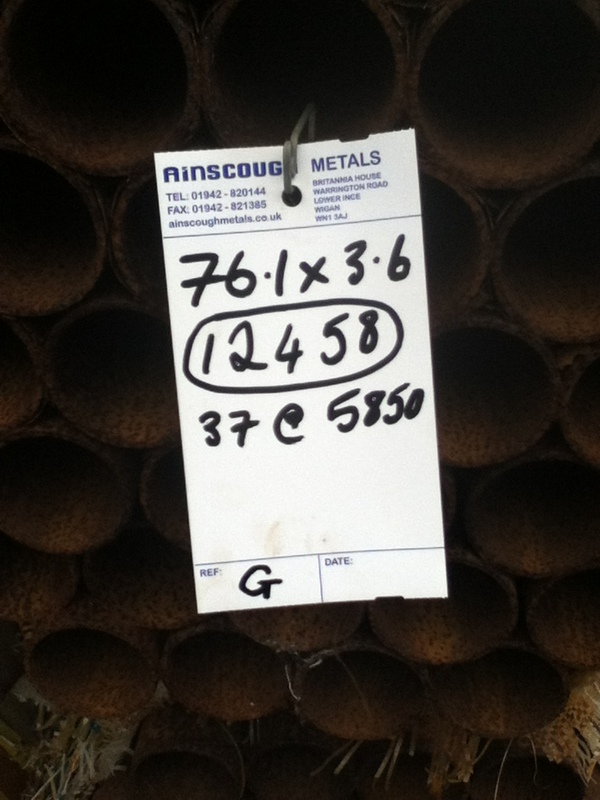 AINSCOUG METALS
TEL: 01942 - 820144
FAX: 01942 - 821385
ainscoughmetals.co.uk
BRITANNIA HOUSE
WARRINGTON ROAD
LOWER INCE
WIGAN
WN1 3AJ
76.1 x 3.6
12458
37 @ 5850
REF: G
DATE: